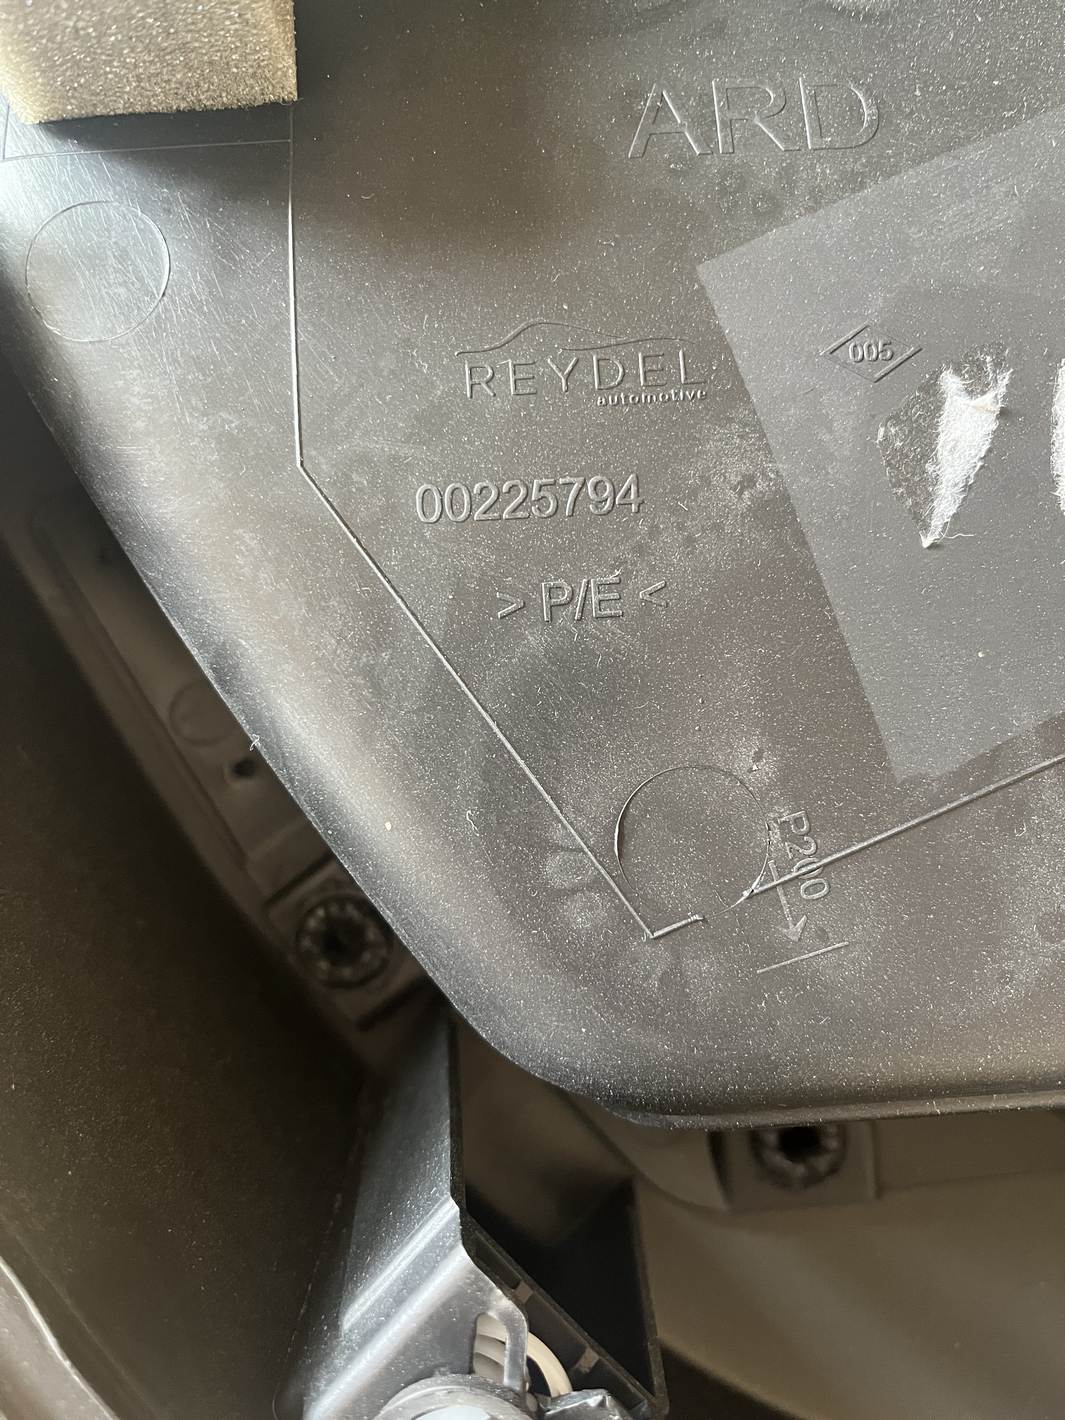 ARD
005
REYDEL
automotive
00225794
> P/E <
P200